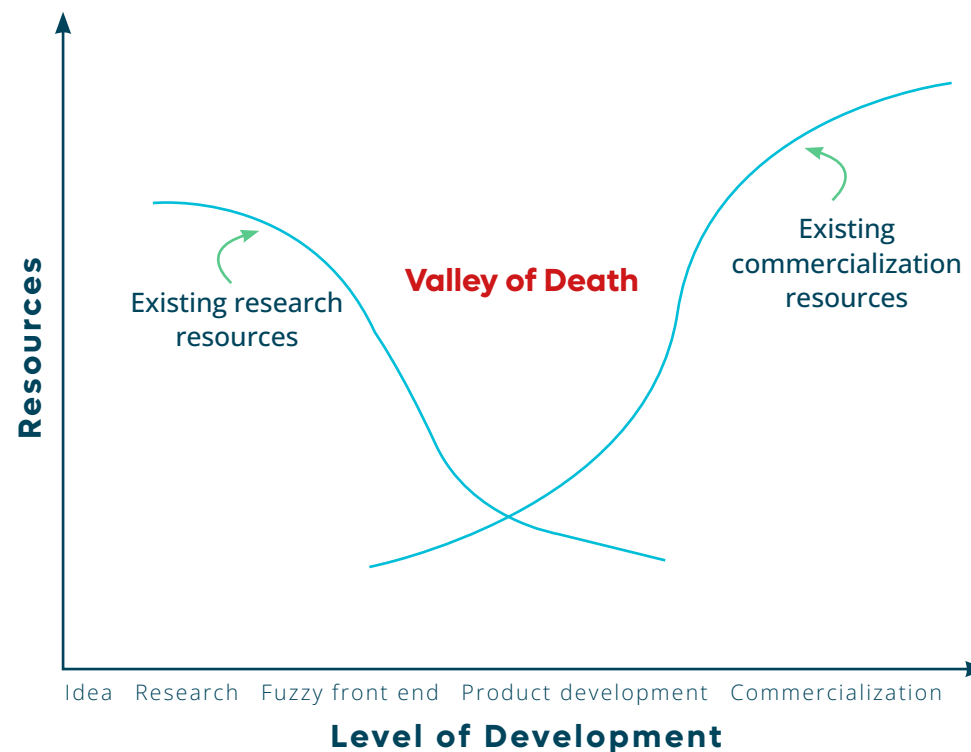 Resources
Existing research
resources
Valley of Death
Existing
commercialization
resources
Idea Research Fuzzy front end Product development Commercialization
Level of Development